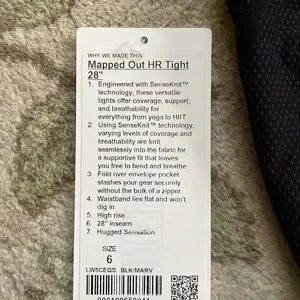 WHY WE MADE THIS:
Mapped Out HR Tight
28"
1. Engineered with SenseKnit™
technology, these versatile
tights offer coverage, support,
and breathability for
everything from yoga to HIIT
2. Using SenseKnit™ technology,
varying levels of coverage and
breathability are knit
seamlessly into the fabric for
a supportive fit that leaves
you free to bend and breathe
3. Fold over envelope pocket
stashes your gear securely
without the bulk of a zipper
4. Waistband lies flat and won't
dig in
5. High rise
6. 28" inseam
7. Hugged Sensation
SIZE
6
LW5CEQS BLK/MARV